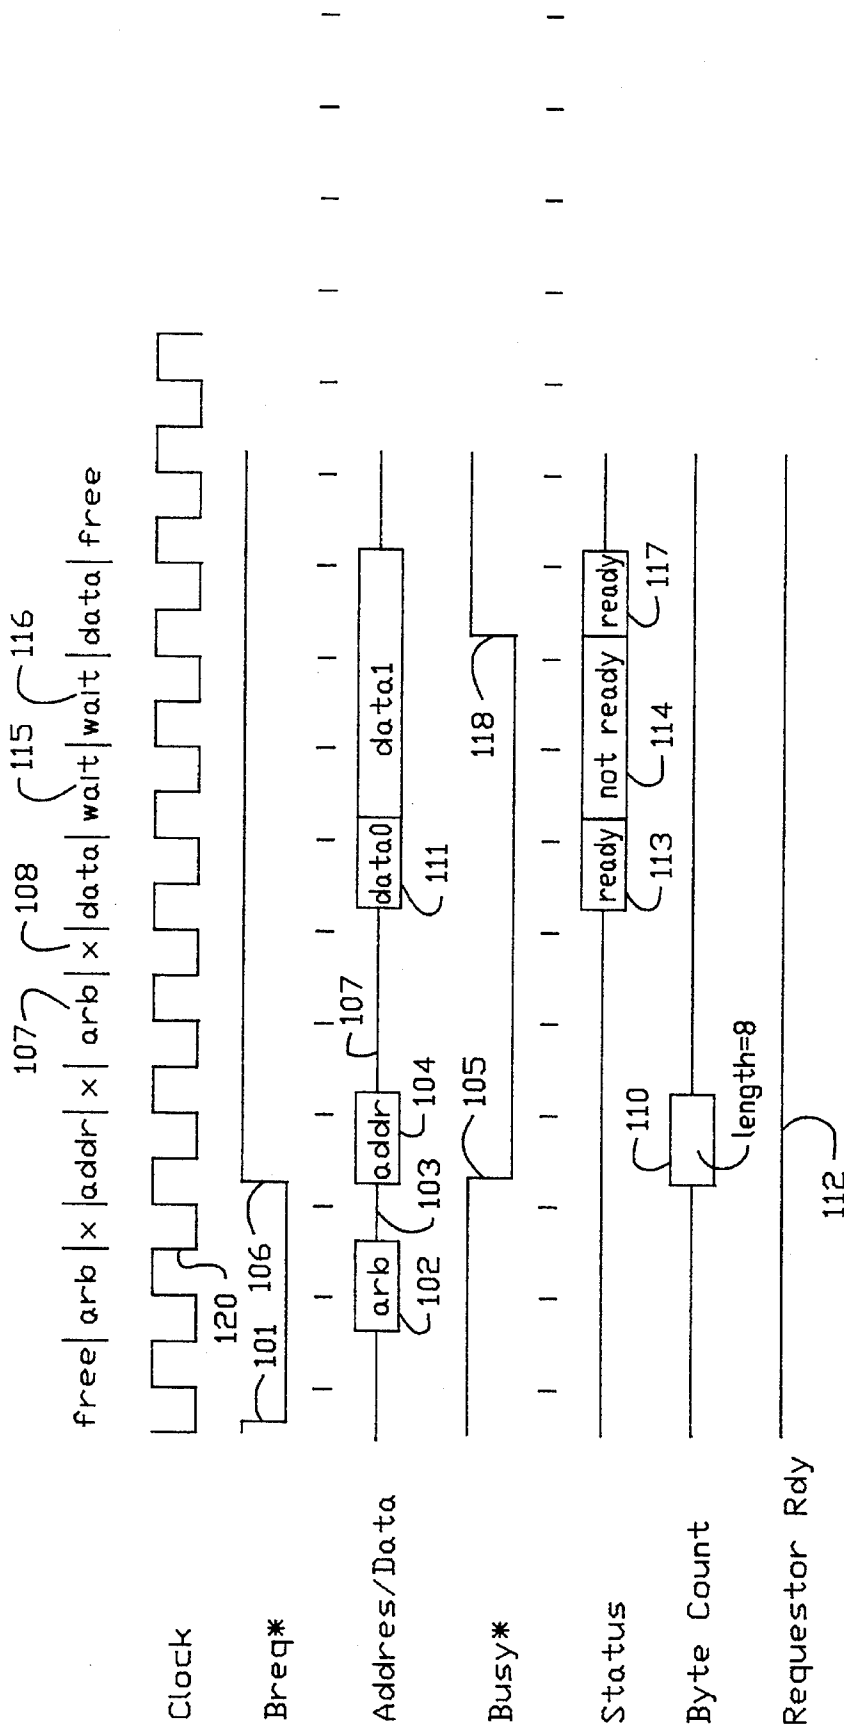 115
116
107
108
free|arb|x|addr|x|arb|x|data|wait|wait|data|free
Clock
120
Breq*
101
106
Addres/Data
arb
addr
data0
data1
102
103
104
107
111
Busy*
105
118
Status
ready
not ready
ready
113
114
117
Byte Count
110
length=8
Requestor Rdy
112